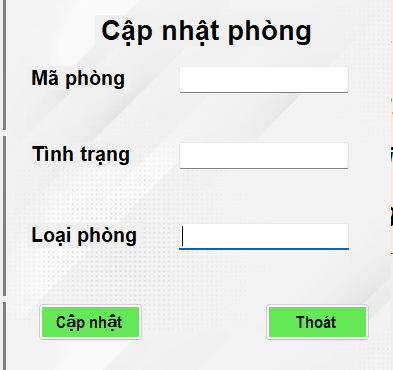 Cập nhật phòng
Mã phòng
Tình trạng
Loại phòng
Cập nhật
Thoát